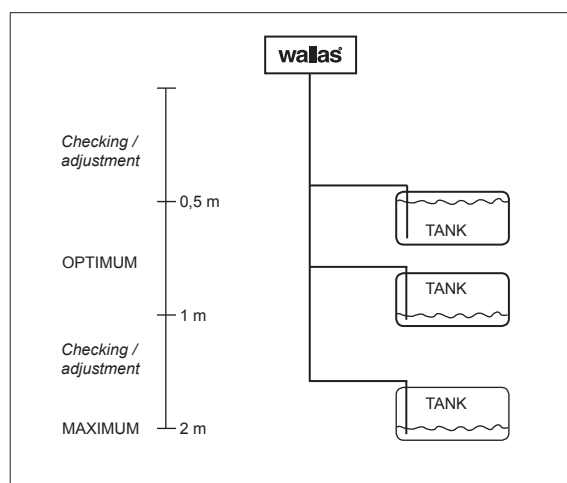 wallas
Checking /
adjustment
0,5 m
TANK
OPTIMUM
TANK
1 m
Checking /
adjustment
TANK
MAXIMUM
2 m